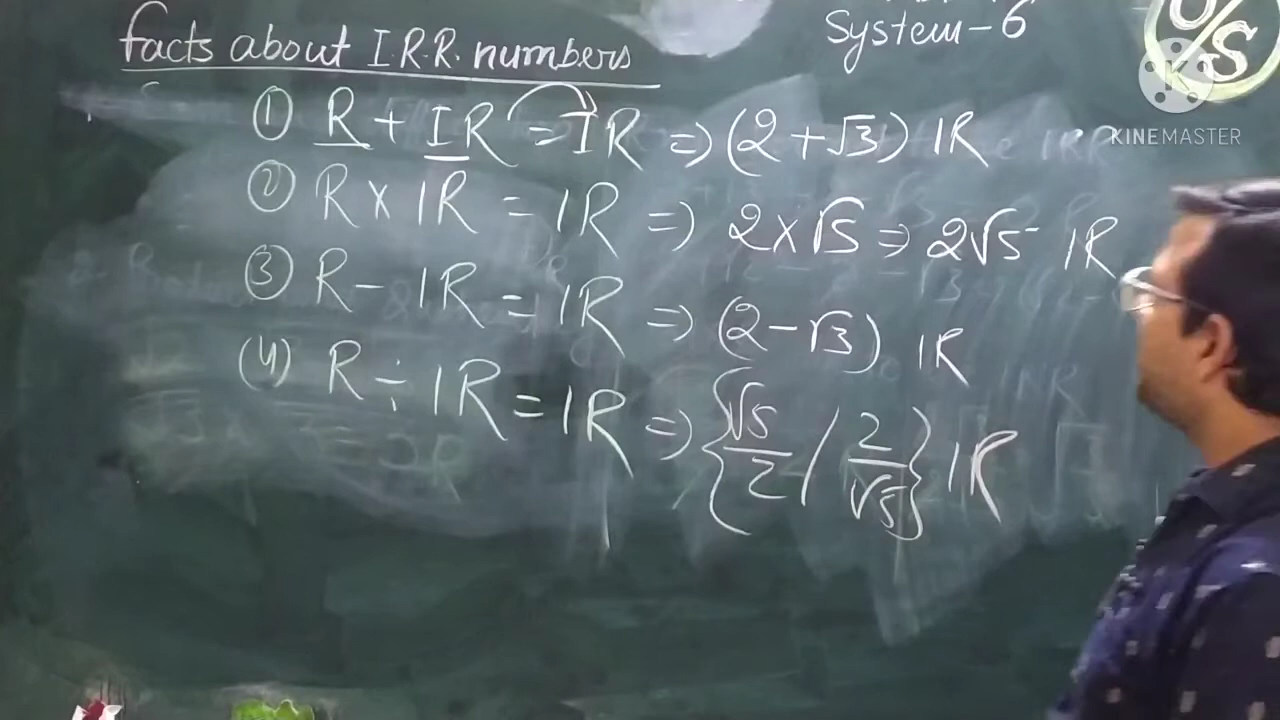 System-6
facts about I.R.R. numbers
① R + IR = IR ⇒ (2+√3) IR
② R × IR = IR ⇒ 2×√5 ⇒ 2√5 IR
③ R - IR = IR ⇒ (2-√3) IR
(4) R ÷ IR = IR ⇒ {√5/2 / 2/√5} IR
KINEMASTER